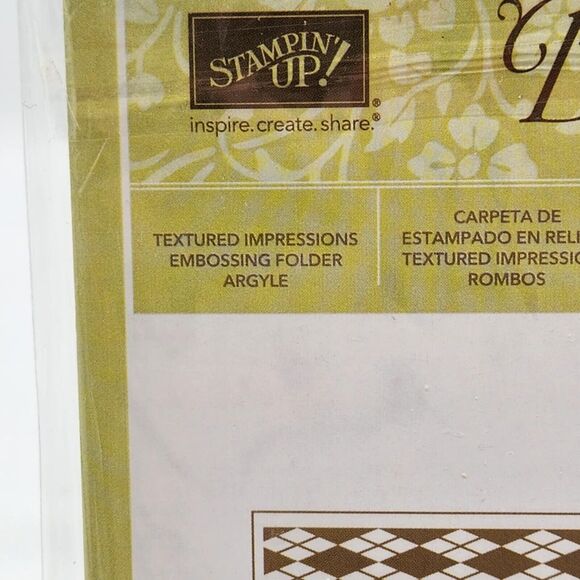 STAMPIN' UP!®
inspire.create.share.®
TEXTURED IMPRESSIONS
EMBOSSING FOLDER
ARGYLE
CARPETA DE
ESTAMPADO EN
TEXTURED
ROMBOS